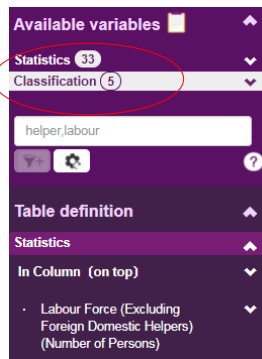 Available variables
Statistics 33
Classification 5
helper,labour
?
Table definition
Statistics
In Column (on top)
· Labour Force (Excluding
Foreign Domestic Helpers)
(Number of Persons)